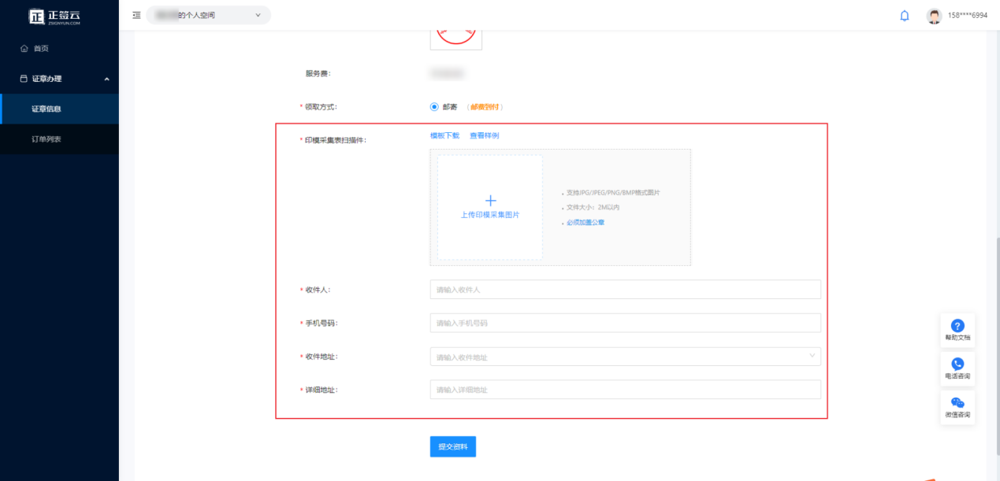 正签云
ZSIGNYUN.COM
的个人空间
158****6994
首页
证章办理
证章信息
订单列表
服务费:
* 领取方式:
邮寄 (邮费到付)
* 印模采集表扫描件:
模板下载 查看样例
上传印模采集图片
支持JPG/JPEG/PNG/BMP格式图片
文件大小: 2M以内
必须加盖公章
* 收件人:
请输入收件人
* 手机号码:
请输入手机号码
* 收件地址:
请输入收件地址
* 详细地址:
请输入详细地址
提交资料
帮助文档
电话咨询
微信咨询